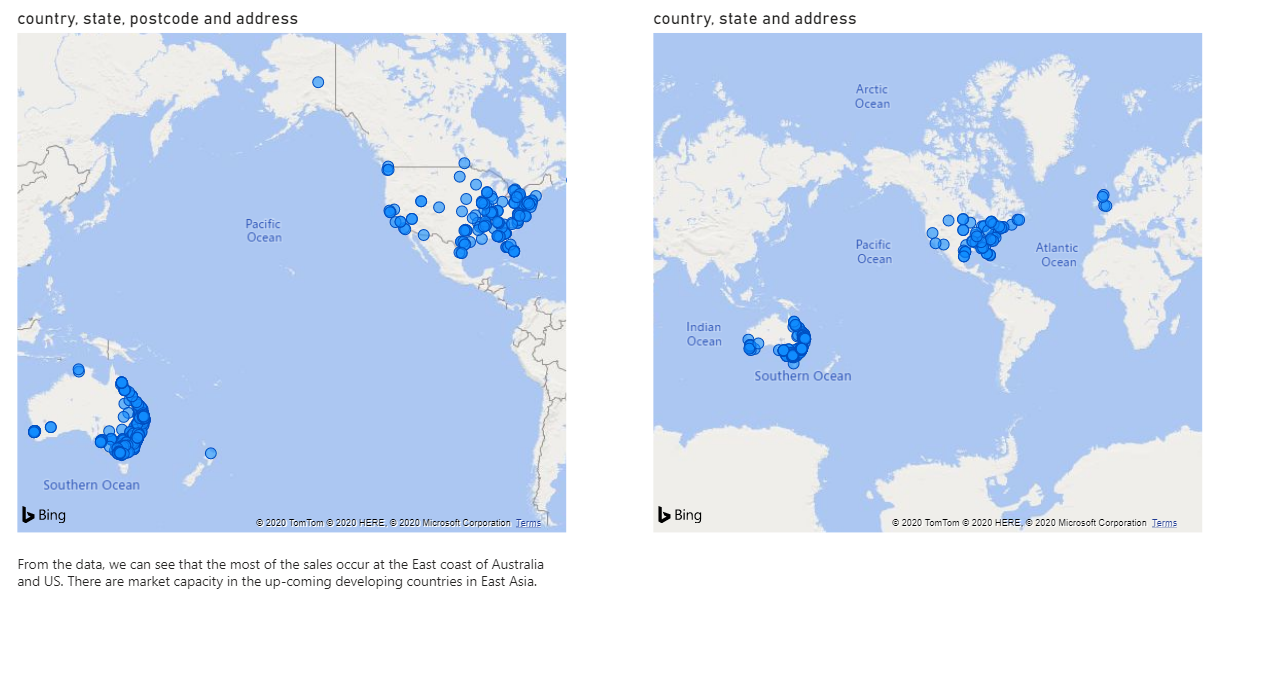 country, state, postcode and address
Pacific
Ocean
Southern Ocean
Bing
© 2020 TomTom © 2020 HERE, © 2020 Microsoft Corporation Terms
country, state and address
Arctic
Ocean
Pacific
Ocean
Atlantic
Ocean
Indian
Ocean
Southern Ocean
Bing
© 2020 TomTom © 2020 HERE, © 2020 Microsoft Corporation Terms
From the data, we can see that the most of the sales occur at the East coast of Australia
and US. There are market capacity in the up-coming developing countries in East Asia.